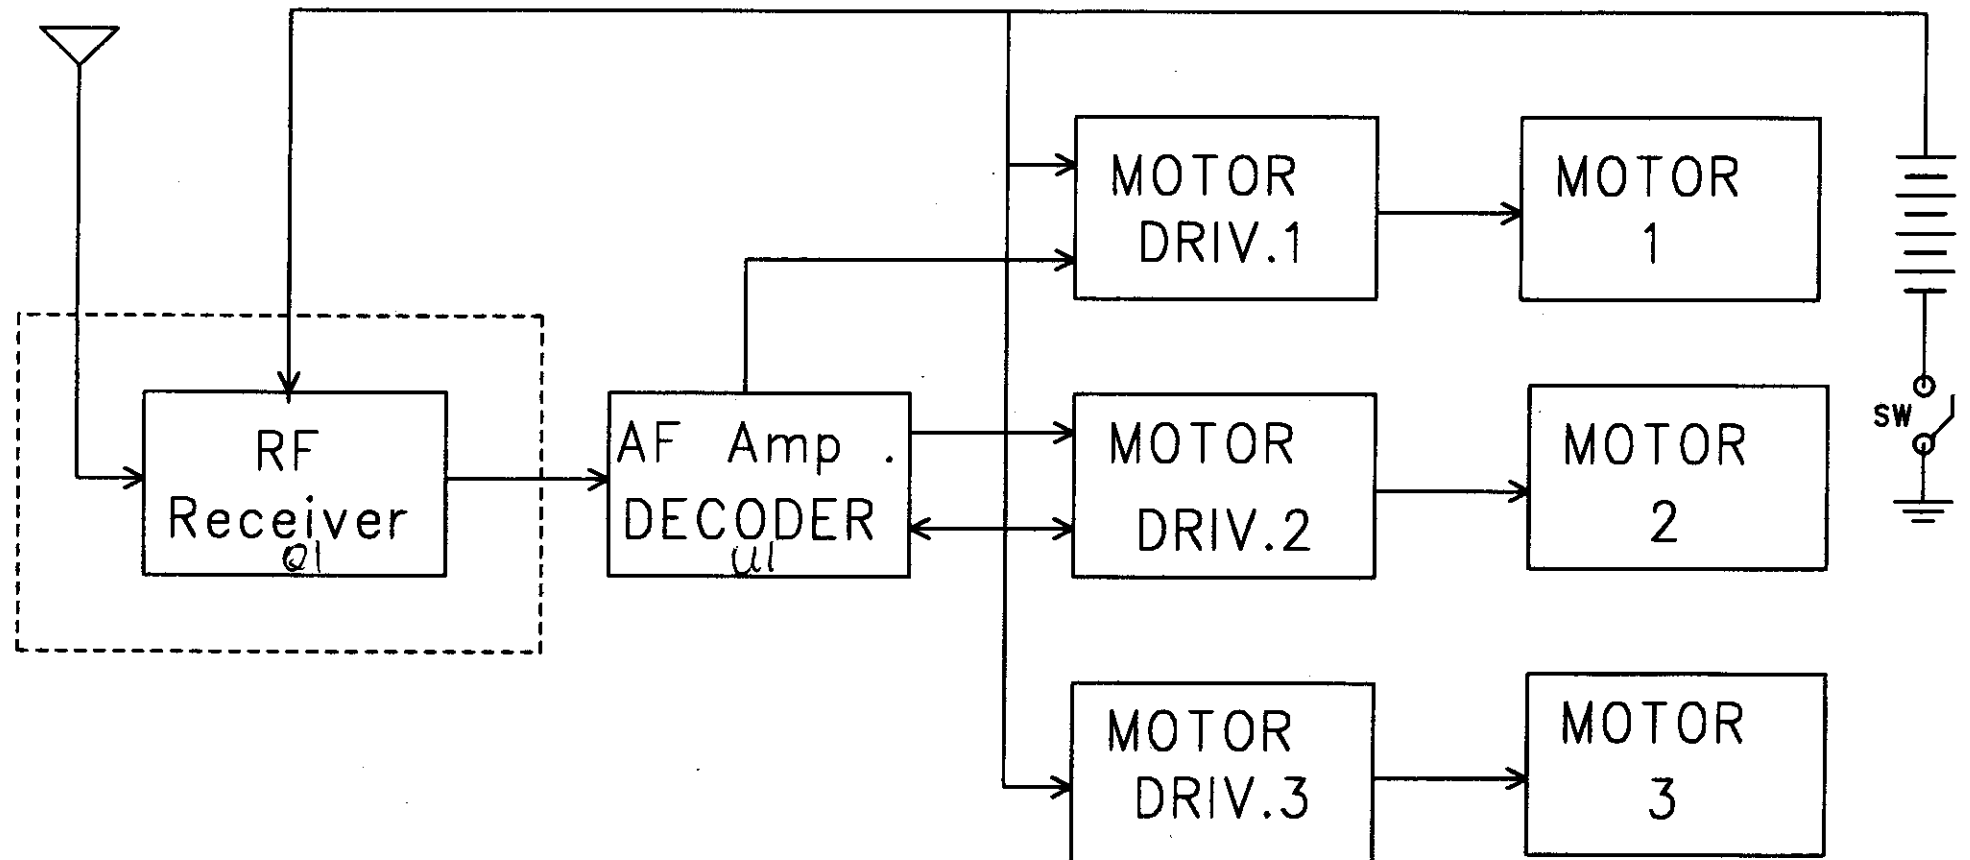 MOTOR
DRIV.1
MOTOR
1
RF
Receiver
Q1
AF Amp.
DECODER
U1
MOTOR
DRIV.2
MOTOR
2
SW
MOTOR
DRIV.3
MOTOR
3